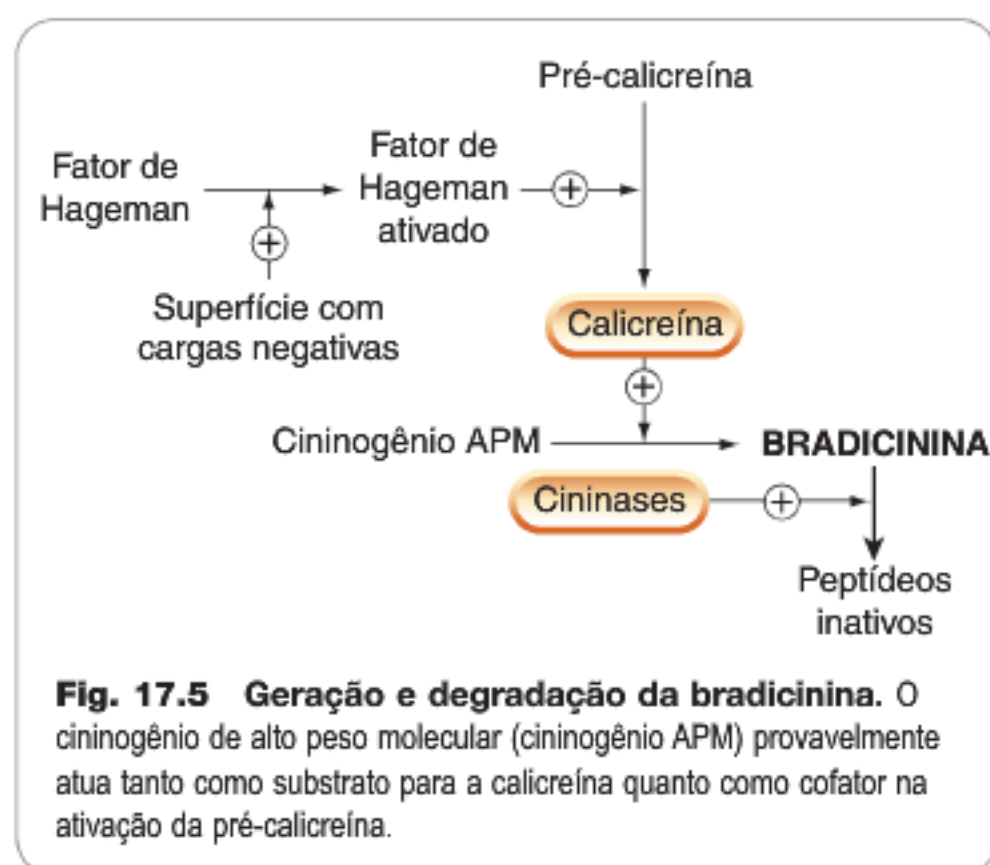 Pré-calicreína
Fator de
Hageman
Fator de
Hageman
ativado
+
+
Superfície com
cargas negativas
Calicreína
+
Cininogênio APM
BRADICININA
Cininases
+
Peptídeos
inativos
Fig. 17.5 Geração e degradação da bradicinina. O
cininogênio de alto peso molecular (cininogênio APM) provavelmente
atua tanto como substrato para a calicreína quanto como cofator na
ativação da pré-calicreína.